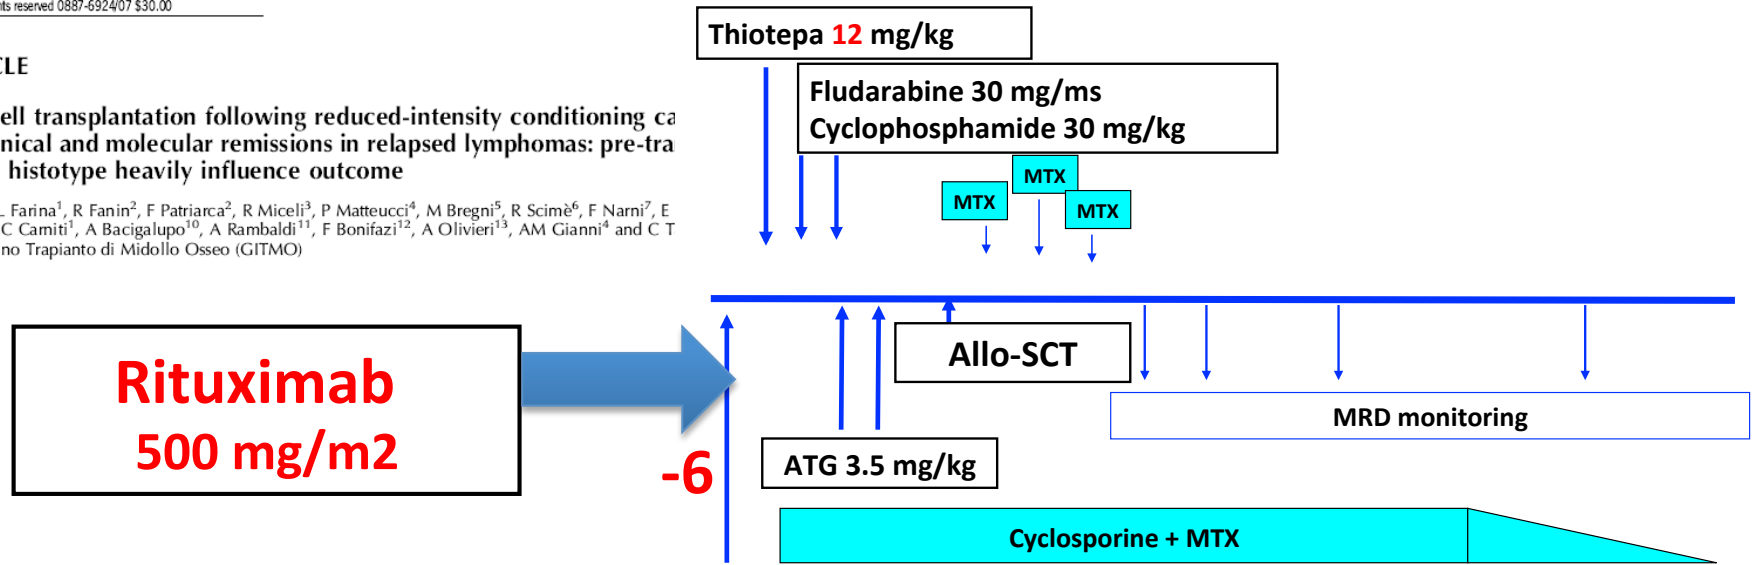 nts reserved 0887-6924/07 $30.00
CLE
ell transplantation following reduced-intensity conditioning ca
nical and molecular remissions in relapsed lymphomas: pre-tra
histotype heavily influence outcome
L Farina1, R Fanin2, F Patriarca2, R Miceli3, P Matteucci4, M Bregni5, R Scimè6, F Narni7, E
C Carniti1, A Bacigalupo10, A Rambaldi11, F Bonifazi12, A Olivieri13, AM Gianni4 and C T
no Trapianto di Midollo Osseo (GITMO)
Thiotepa 12 mg/kg
Fludarabine 30 mg/ms
Cyclophosphamide 30 mg/kg
MTX
MTX
MTX
Rituximab
500 mg/m2
-6
Allo-SCT
MRD monitoring
ATG 3.5 mg/kg
Cyclosporine + MTX